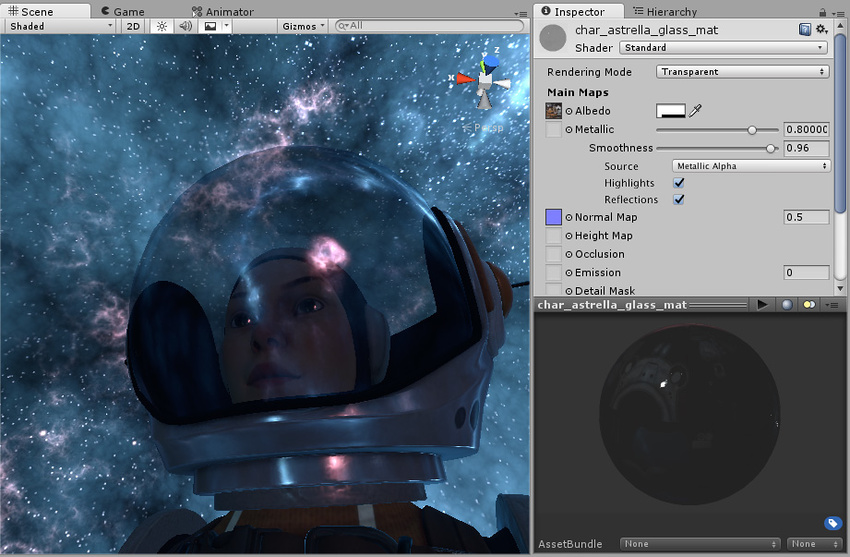 Scene Game Animator
Shaded 2D Gizmos All
x z
Persp
Inspector Hierarchy
char_astrella_glass_mat
Shader Standard
Rendering Mode Transparent
Main Maps
Albedo
Metallic 0.8000
Smoothness 0.96
Source Metallic Alpha
Highlights
Reflections
Normal Map 0.5
Height Map
Occlusion
Emission 0
Detail Mask
char_astrella_glass_mat
AssetBundle None None